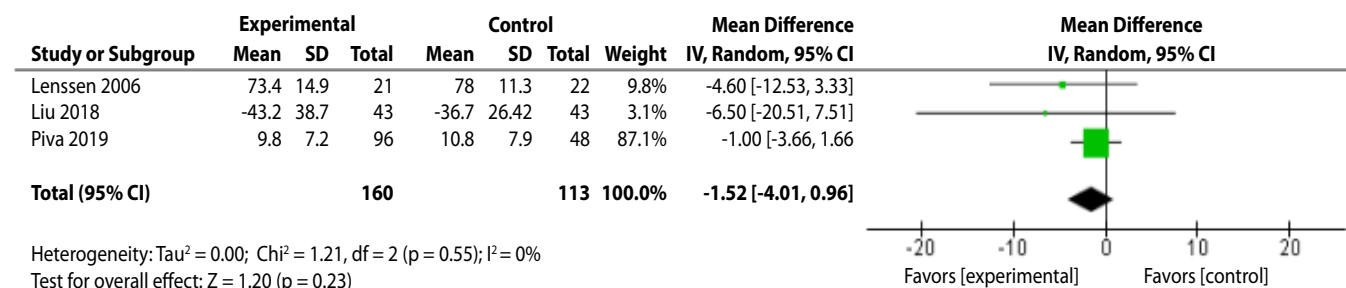 Experimental Control Mean Difference Mean Difference
Study or Subgroup Mean SD Total Mean SD Total Weight IV, Random, 95% CI IV, Random, 95% CI
Lenssen 2006 73.4 14.9 21 78 11.3 22 9.8% -4.60 [-12.53, 3.33]
Liu 2018 -43.2 38.7 43 -36.7 26.42 43 3.1% -6.50 [-20.51, 7.51]
Piva 2019 9.8 7.2 96 10.8 7.9 48 87.1% -1.00 [-3.66, 1.66
Total (95% CI) 160 113 100.0% -1.52 [-4.01, 0.96]
-20 -10 0 10 20
Heterogeneity: Tau² = 0.00; Chi² = 1.21, df = 2 (p = 0.55); I² = 0%
Favors [experimental] Favors [control]
Test for overall effect: Z = 1.20 (p = 0.23)